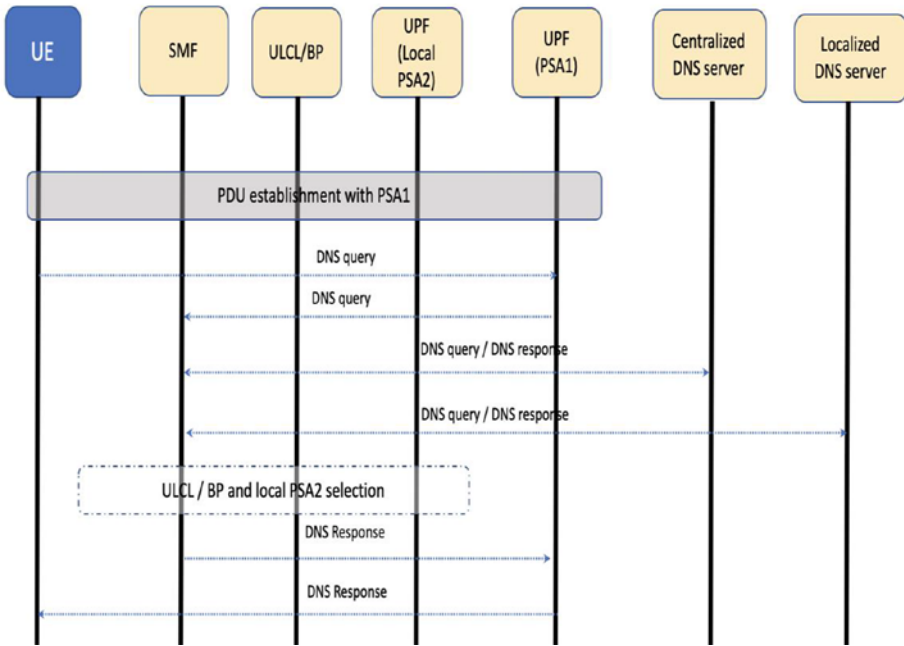 UE
SMF
ULCL/BP
UPF
(Local
PSA2)
UPF
(PSA1)
Centralized
DNS server
Localized
DNS server
PDU establishment with PSA1
DNS query
DNS query
DNS query / DNS response
DNS query / DNS response
ULCL / BP and local PSA2 selection
DNS Response
DNS Response